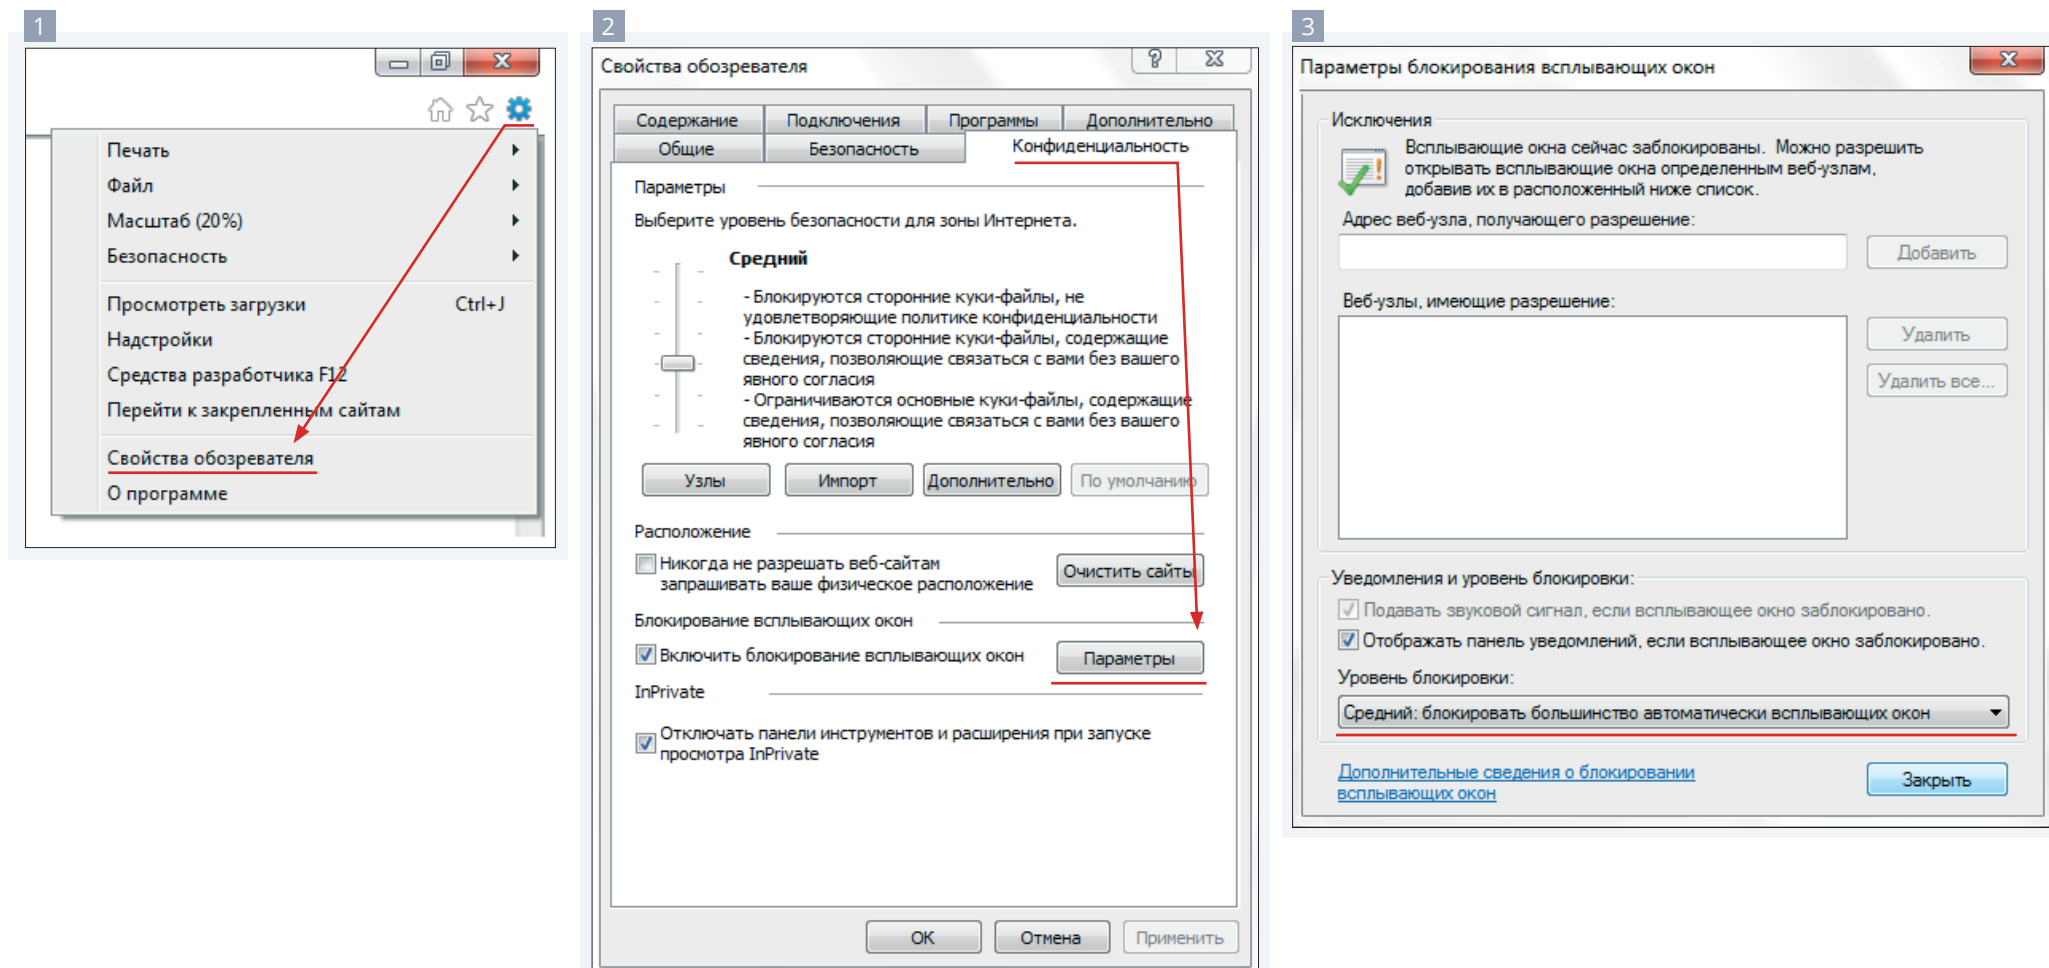 1
Печать
Файл
Масштаб (20%)
Безопасность
Просмотреть загрузки Ctrl+J
Надстройки
Средства разработчика F12
Перейти к закрепленным сайтам
Свойства обозревателя
О программе
2
Свойства обозревателя
Содержание Подключения Программы Дополнительно
Общие Безопасность Конфиденциальность
Параметры
Выберите уровень безопасности для зоны Интернета.
Средний
- Блокируются сторонние куки-файлы, не
удовлетворяющие политике конфиденциальности
- Блокируются сторонние куки-файлы, содержащие
сведения, позволяющие связаться с вами без вашего
явного согласия
- Ограничиваются основные куки-файлы, содержащие
сведения, позволяющие связаться с вами без вашего
явного согласия
Узлы Импорт Дополнительно По умолчанию
Расположение
Никогда не разрешать веб-сайтам
запрашивать ваше физическое расположение
Очистить сайты
Блокирование всплывающих окон
Включить блокирование всплывающих окон Параметры
InPrivate
Отключать панели инструментов и расширения при запуске
просмотра InPrivate
ОК Отмена Применить
3
Параметры блокирования всплывающих окон
Исключения
Всплывающие окна сейчас заблокированы. Можно разрешить
открывать всплывающие окна определенным веб-узлам,
добавив их в расположенный ниже список.
Адрес веб-узла, получающего разрешение:
Добавить
Веб-узлы, имеющие разрешение:
Удалить
Удалить все...
Уведомления и уровень блокировки:
Подавать звуковой сигнал, если всплывающее окно заблокировано.
Отображать панель уведомлений, если всплывающее окно заблокировано.
Уровень блокировки:
Средний: блокировать большинство автоматически всплывающих окон
Дополнительные сведения о блокировании
всплывающих окон
Закрыть